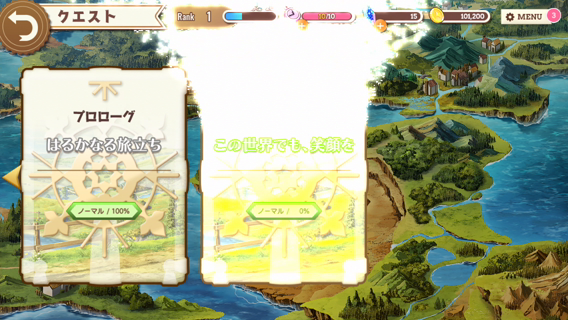 クエスト
Rank 1
10/10
15
101,200
MENU
3
プロローグ
はるかなる旅立ち
ノーマル / 100%
この世界でも、笑顔を
ノーマル / 0%